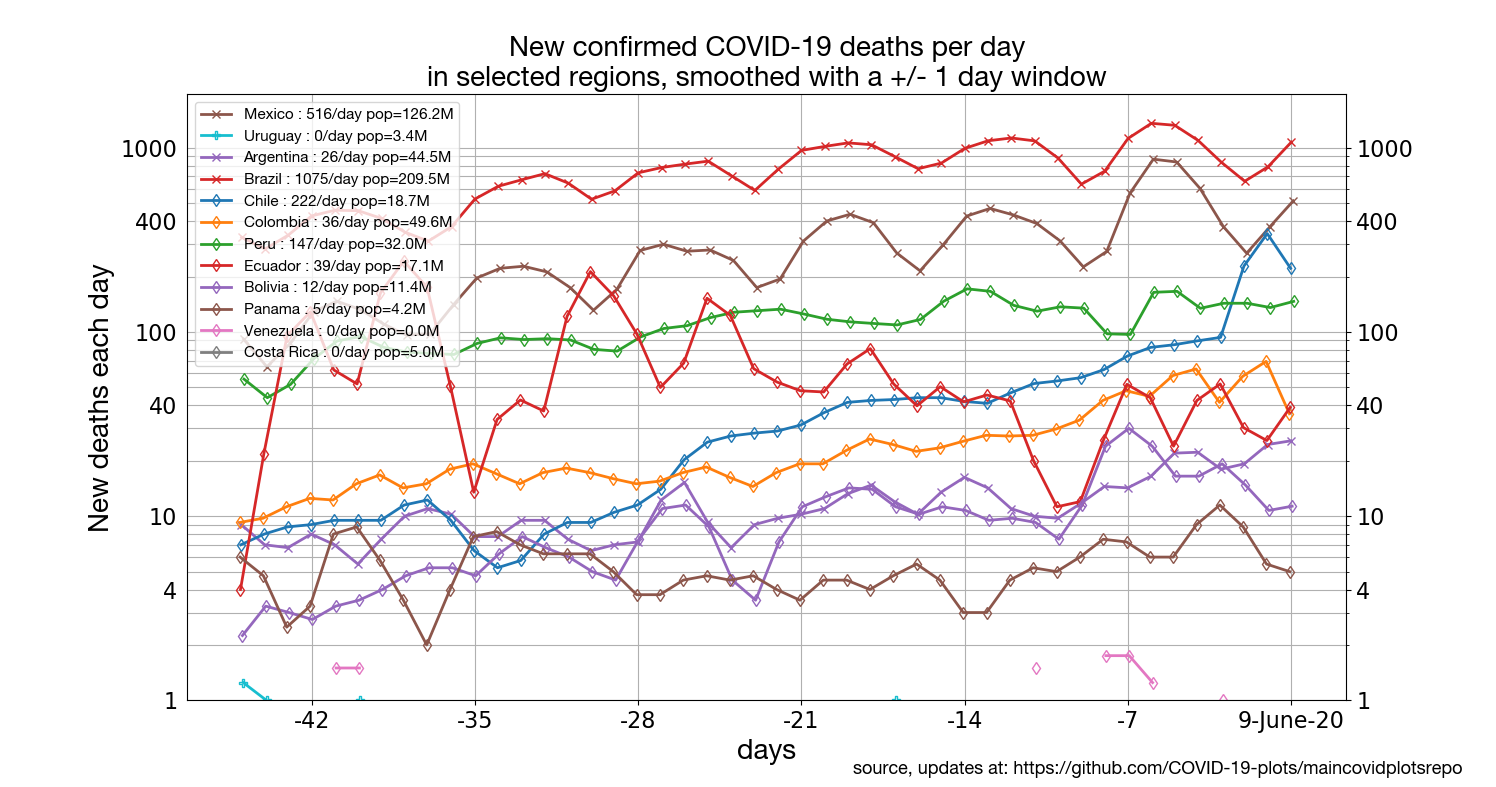 New confirmed COVID-19 deaths per day
in selected regions, smoothed with a +/- 1 day window
Mexico : 516/day pop=126.2M
Uruguay : 0/day pop=3.4M
Argentina : 26/day pop=44.5M
Brazil : 1075/day pop=209.5M
Chile : 222/day pop=18.7M
Colombia : 36/day pop=49.6M
Peru : 147/day pop=32.0M
Ecuador : 39/day pop=17.1M
Bolivia : 12/day pop=11.4M
Panama : 5/day pop=4.2M
Venezuela : 0/day pop=0.0M
Costa Rica : 0/day pop=5.0M
New deaths each day
1000
400
100
40
10
4
1
1000
400
100
40
10
4
1
-42 -35 -28 -21 -14 -7 9-June-20
days
source, updates at: https://github.com/COVID-19-plots/maincovidplotsrepo